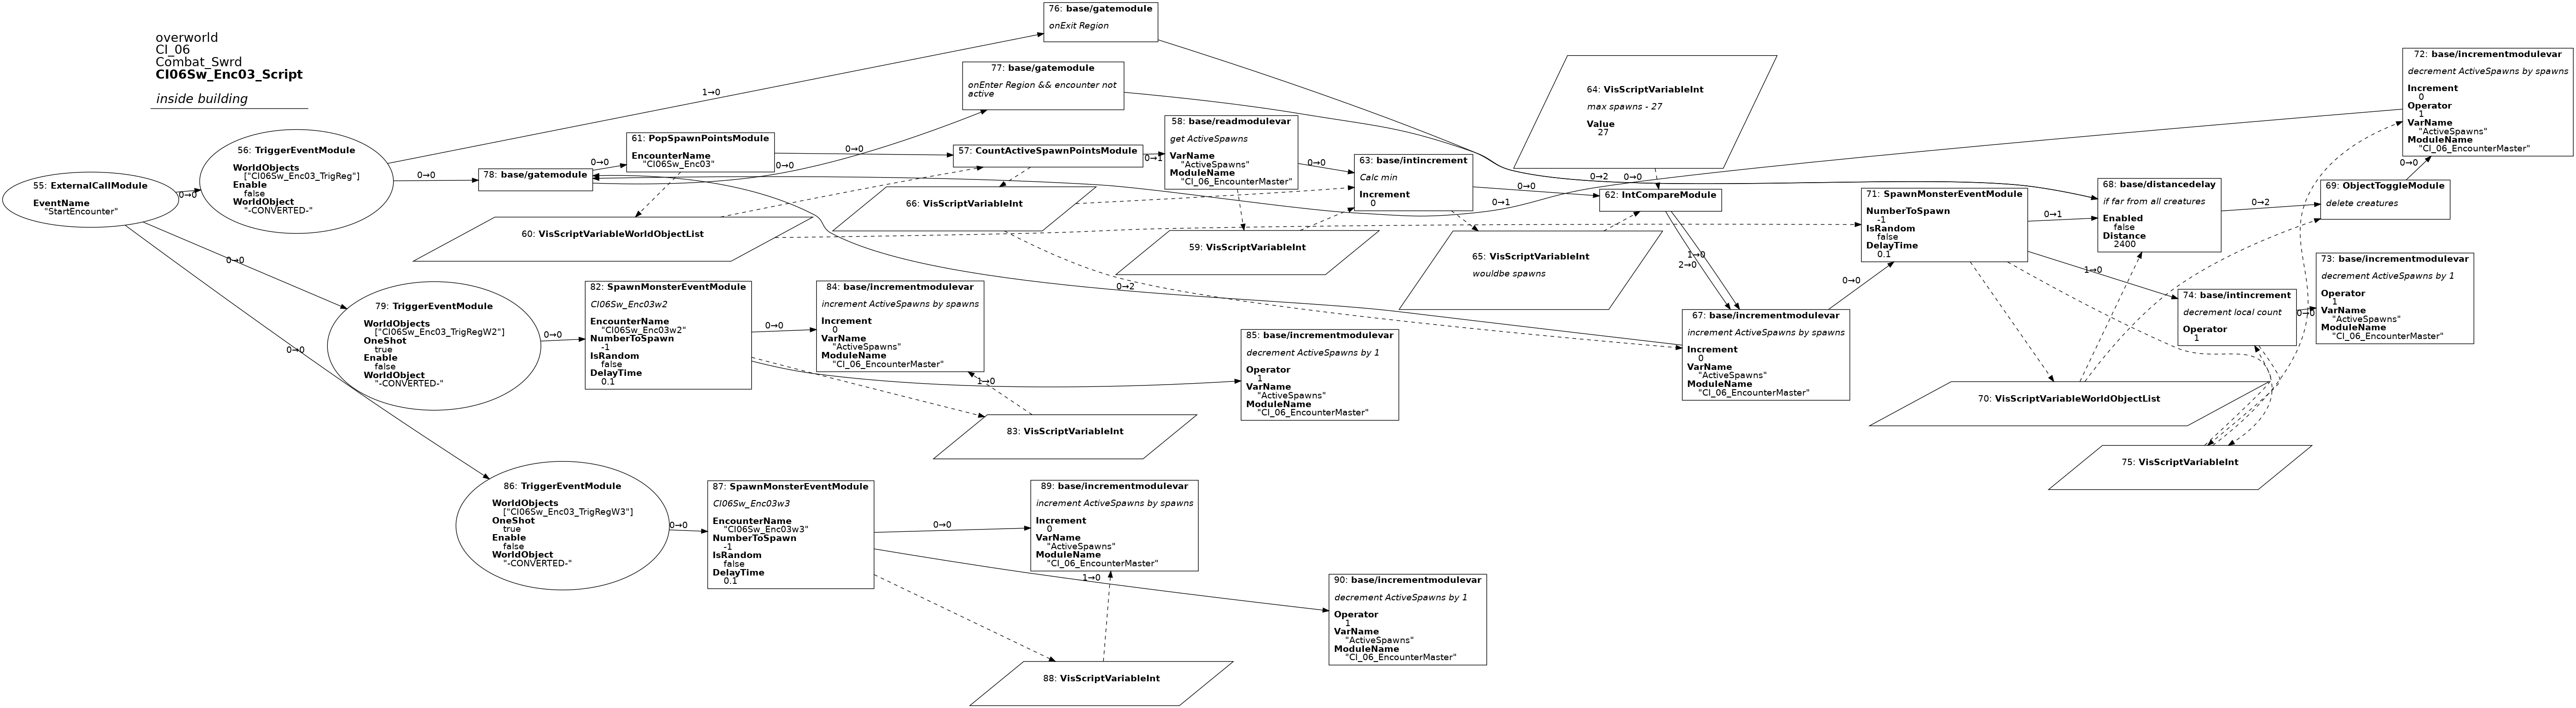 overworld
CI_06
Combat_Swrd
CI06Sw_Enc03_Script
inside building
55: ExternalCallModule
EventName
"StartEncounter"
0→0
0→0
0→0
56: TriggerEventModule
WorldObjects
["CI06Sw_Enc03_TrigReg"]
Enable
false
WorldObject
"-CONVERTED-"
1→0
0→0
76: base/gatemodule
onExit Region
77: base/gatemodule
onEnter Region && encounter not
active
78: base/gatemodule
0→0
0→0
61: PopSpawnPointsModule
EncounterName
"CI06Sw_Enc03"
0→0
60: VisScriptVariableWorldObjectList
57: CountActiveSpawnPointsModule
0→1
66: VisScriptVariableInt
58: base/readmodulevar
get ActiveSpawns
VarName
"ActiveSpawns"
ModuleName
"CI_06_EncounterMaster"
0→0
59: VisScriptVariableInt
63: base/intincrement
Calc min
Increment
0
0→0
0→1
0→2
64: VisScriptVariableInt
max spawns - 27
Value
27
0→2
0→0
62: IntCompareModule
65: VisScriptVariableInt
wouldbe spawns
1→0
2→0
67: base/incrementmodulevar
increment ActiveSpawns by spawns
Increment
0
VarName
"ActiveSpawns"
ModuleName
"CI_06_EncounterMaster"
0→0
71: SpawnMonsterEventModule
NumberToSpawn
-1
IsRandom
false
DelayTime
0.1
0→1
1→0
68: base/distancedelay
if far from all creatures
Enabled
false
Distance
2400
0→2
69: ObjectToggleModule
delete creatures
0→0
72: base/incrementmodulevar
decrement ActiveSpawns by spawns
Increment
0
Operator
1
VarName
"ActiveSpawns"
ModuleName
"CI_06_EncounterMaster"
74: base/intincrement
decrement local count
Operator
1
0→0
73: base/incrementmodulevar
decrement ActiveSpawns by 1
Operator
1
VarName
"ActiveSpawns"
ModuleName
"CI_06_EncounterMaster"
70: VisScriptVariableWorldObjectList
75: VisScriptVariableInt
79: TriggerEventModule
WorldObjects
["CI06Sw_Enc03_TrigRegW2"]
OneShot
true
Enable
false
WorldObject
"-CONVERTED-"
0→0
82: SpawnMonsterEventModule
CI06Sw_Enc03w2
EncounterName
"CI06Sw_Enc03w2"
NumberToSpawn
-1
IsRandom
false
DelayTime
0.1
0→0
1→0
84: base/incrementmodulevar
increment ActiveSpawns by spawns
Increment
0
VarName
"ActiveSpawns"
ModuleName
"CI_06_EncounterMaster"
83: VisScriptVariableInt
85: base/incrementmodulevar
decrement ActiveSpawns by 1
Operator
1
VarName
"ActiveSpawns"
ModuleName
"CI_06_EncounterMaster"
86: TriggerEventModule
WorldObjects
["CI06Sw_Enc03_TrigRegW3"]
OneShot
true
Enable
false
WorldObject
"-CONVERTED-"
0→0
87: SpawnMonsterEventModule
CI06Sw_Enc03w3
EncounterName
"CI06Sw_Enc03w3"
NumberToSpawn
-1
IsRandom
false
DelayTime
0.1
0→0
1→0
89: base/incrementmodulevar
increment ActiveSpawns by spawns
Increment
0
VarName
"ActiveSpawns"
ModuleName
"CI_06_EncounterMaster"
90: base/incrementmodulevar
decrement ActiveSpawns by 1
Operator
1
VarName
"ActiveSpawns"
ModuleName
"CI_06_EncounterMaster"
88: VisScriptVariableInt